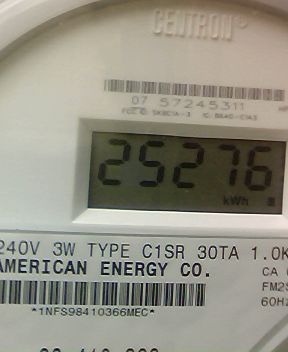 CENTRON®
07 57245311
25276
kWh
240V 3W TYPE C1SR 30TA 1.0K
AMERICAN ENERGY CO.
CA
FM2S
60Hz
*1NFS98410366MEC*